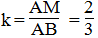 k = AM/AB = 2/3